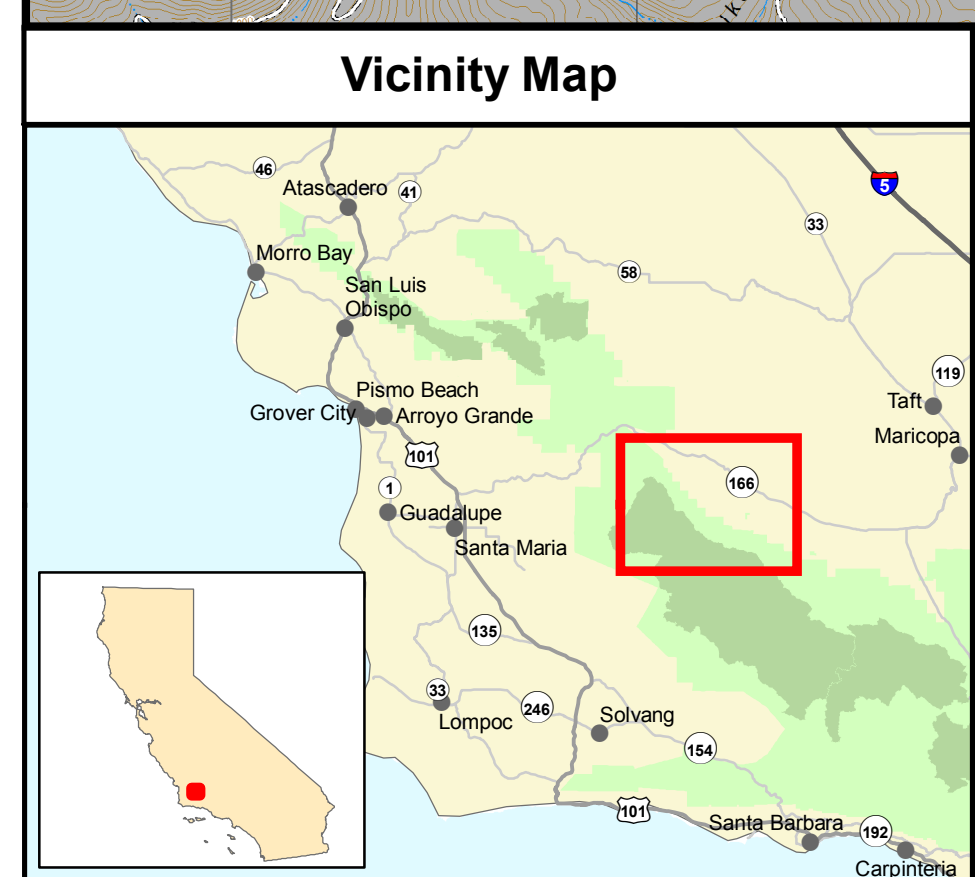 Vicinity Map
46
Atascadero
41
5
33
Morro Bay
58
San Luis
Obispo
119
Pismo Beach
Taft
Grover City
Arroyo Grande
Maricopa
101
166
1
Guadalupe
Santa Maria
135
33
246
Lompoc
Solvang
154
101
Santa Barbara
192
Carpinteria